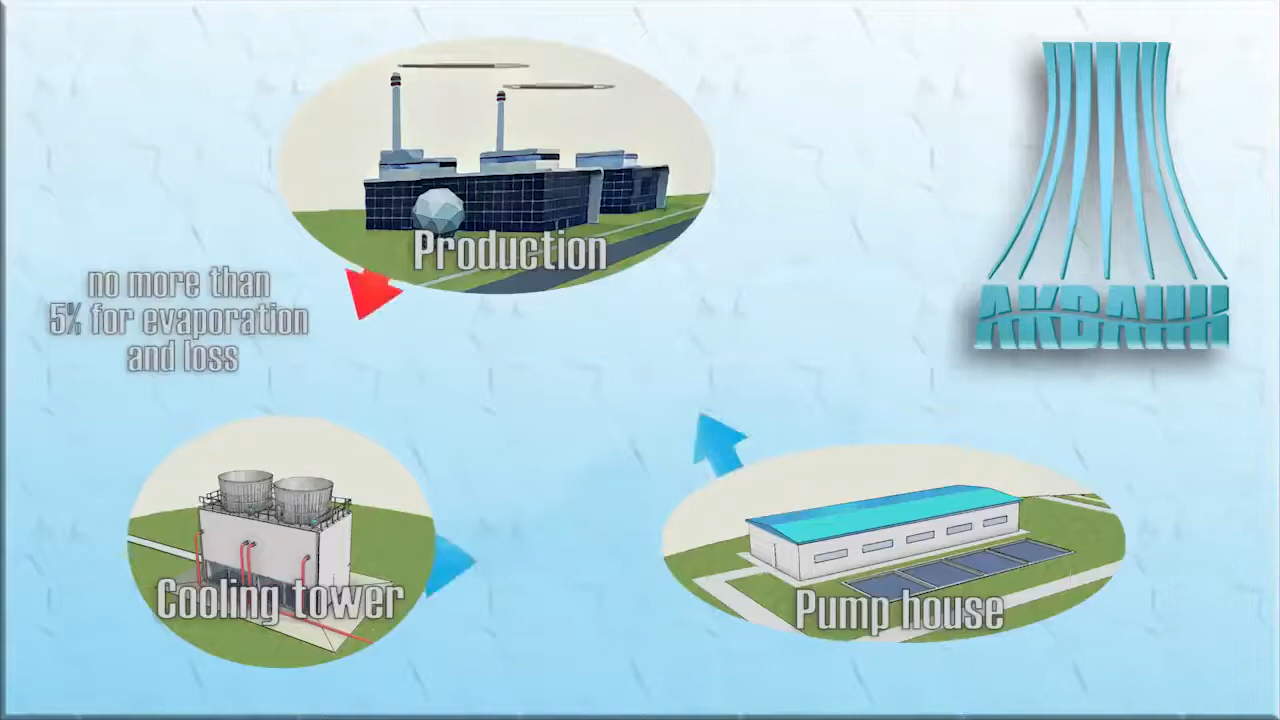 Production
no more than
5% for evaporation
and loss
АКВАНН
Cooling tower
Pump house